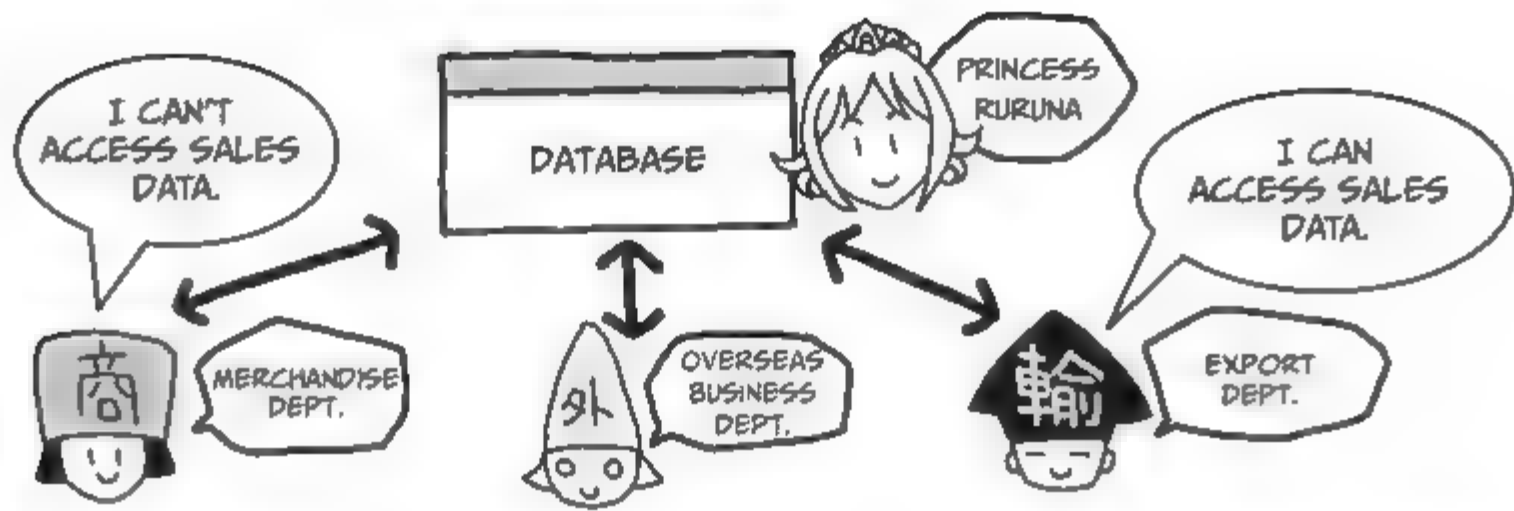 I CAN'T
ACCESS SALES
DATA.
DATABASE
PRINCESS
RURUNA
I CAN
ACCESS SALES
DATA.
商
MERCHANDISE
DEPT.
外
OVERSEAS
BUSINESS
DEPT.
輸
EXPORT
DEPT.